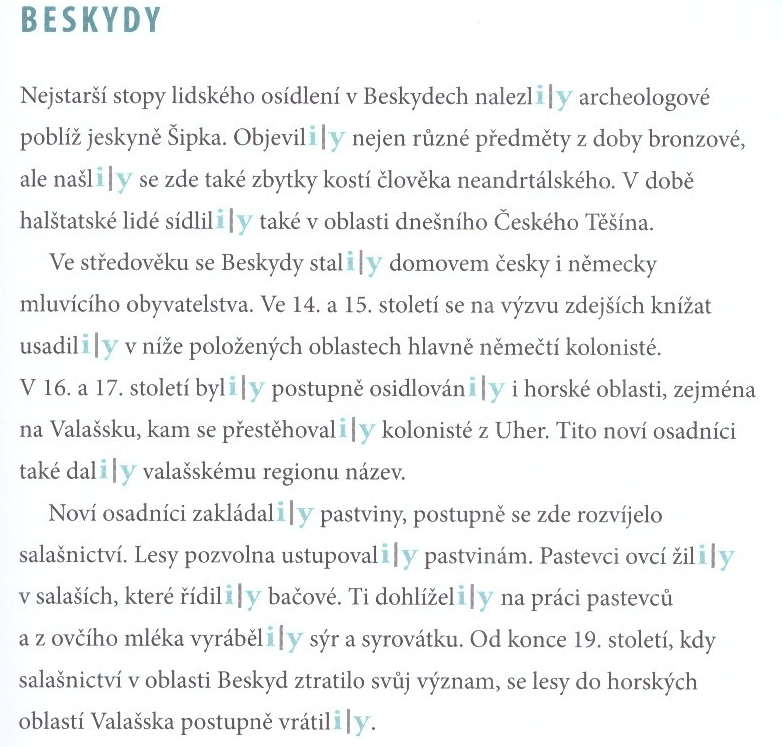 BESKYDY
Nejstarší stopy lidského osídlení v Beskydech nalezli|y archeologové
poblíž jeskyně Šipka. Objevili|y nejen různé předměty z doby bronzové,
ale našli|y se zde také zbytky kostí člověka neandrtálského. V době
halštatské lidé sídlili|y také v oblasti dnešního Českého Těšína.
Ve středověku se Beskydy stali|y domovem česky i německy
mluvícího obyvatelstva. Ve 14. a 15. století se na výzvu zdejších knížat
usadili|y v níže položených oblastech hlavně němečtí kolonisté.
V 16. a 17. století byli|y postupně osidlováni|y i horské oblasti, zejména
na Valašsku, kam se přestěhovali|y kolonisté z Uher. Tito noví osadníci
také dali|y valašskému regionu název.
Noví osadníci zakládali|y pastviny, postupně se zde rozvíjelo
salašnictví. Lesy pozvolna ustupovali|y pastvinám. Pastevci ovcí žili|y
v salaších, které řídili|y bačové. Ti dohlíželi|y na práci pastevců
a z ovčího mléka vyráběli|y sýr a syrovátku. Od konce 19. století, kdy
salašnictví v oblasti Beskyd ztratilo svůj význam, se lesy do horských
oblastí Valašska postupně vrátili|y.